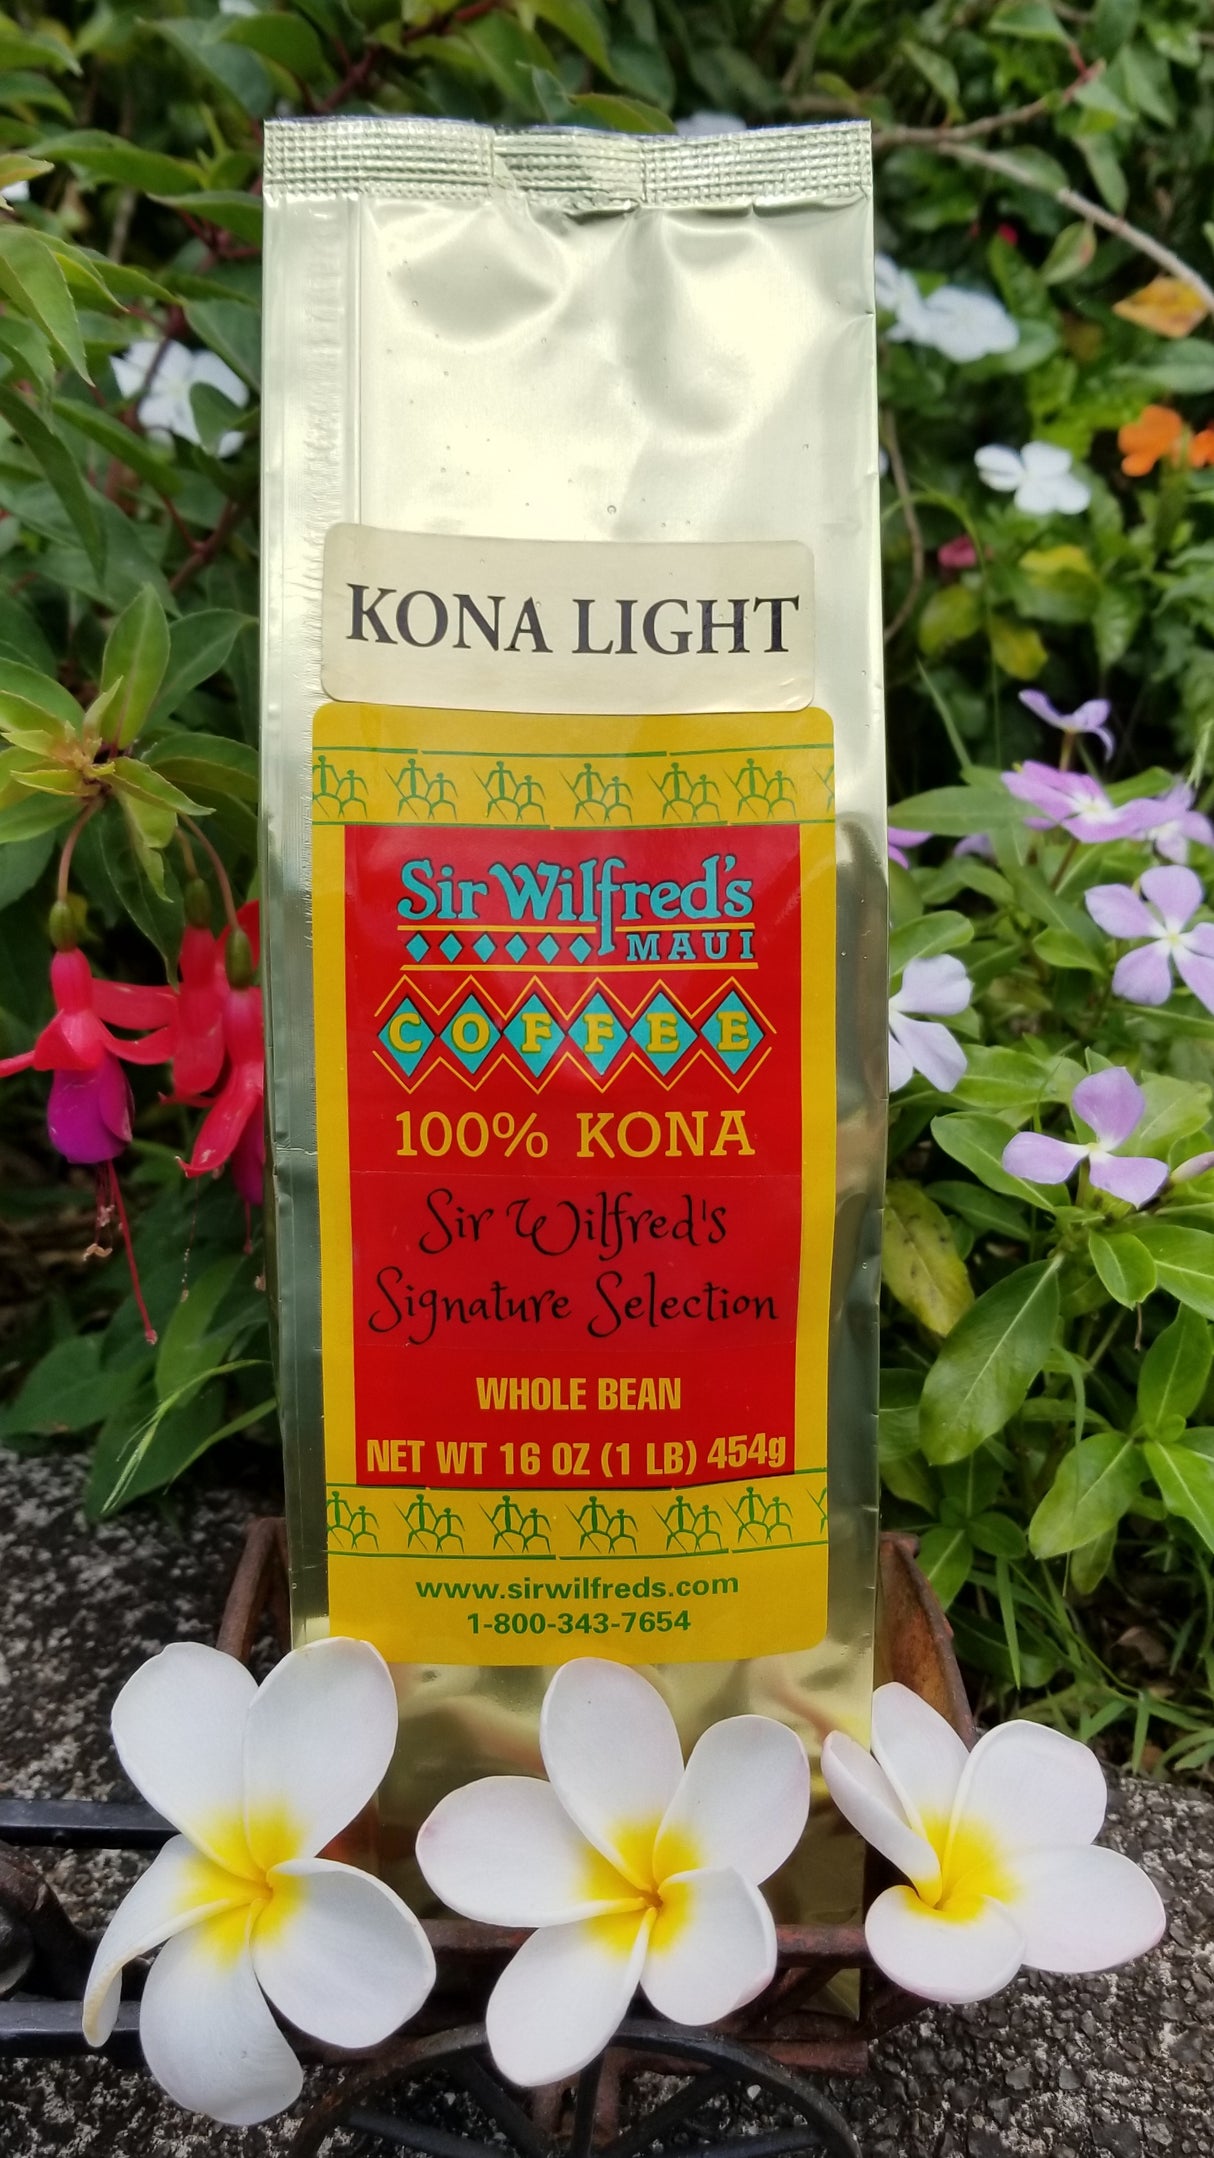 KONA LIGHT
Sir Wilfred's
MAUI
COFFEE
100% KONA
Sir Wilfred's
Signature Selection
WHOLE BEAN
NET WT 16 OZ (1 LB) 454g
www.sirwilfreds.com
1-800-343-7654